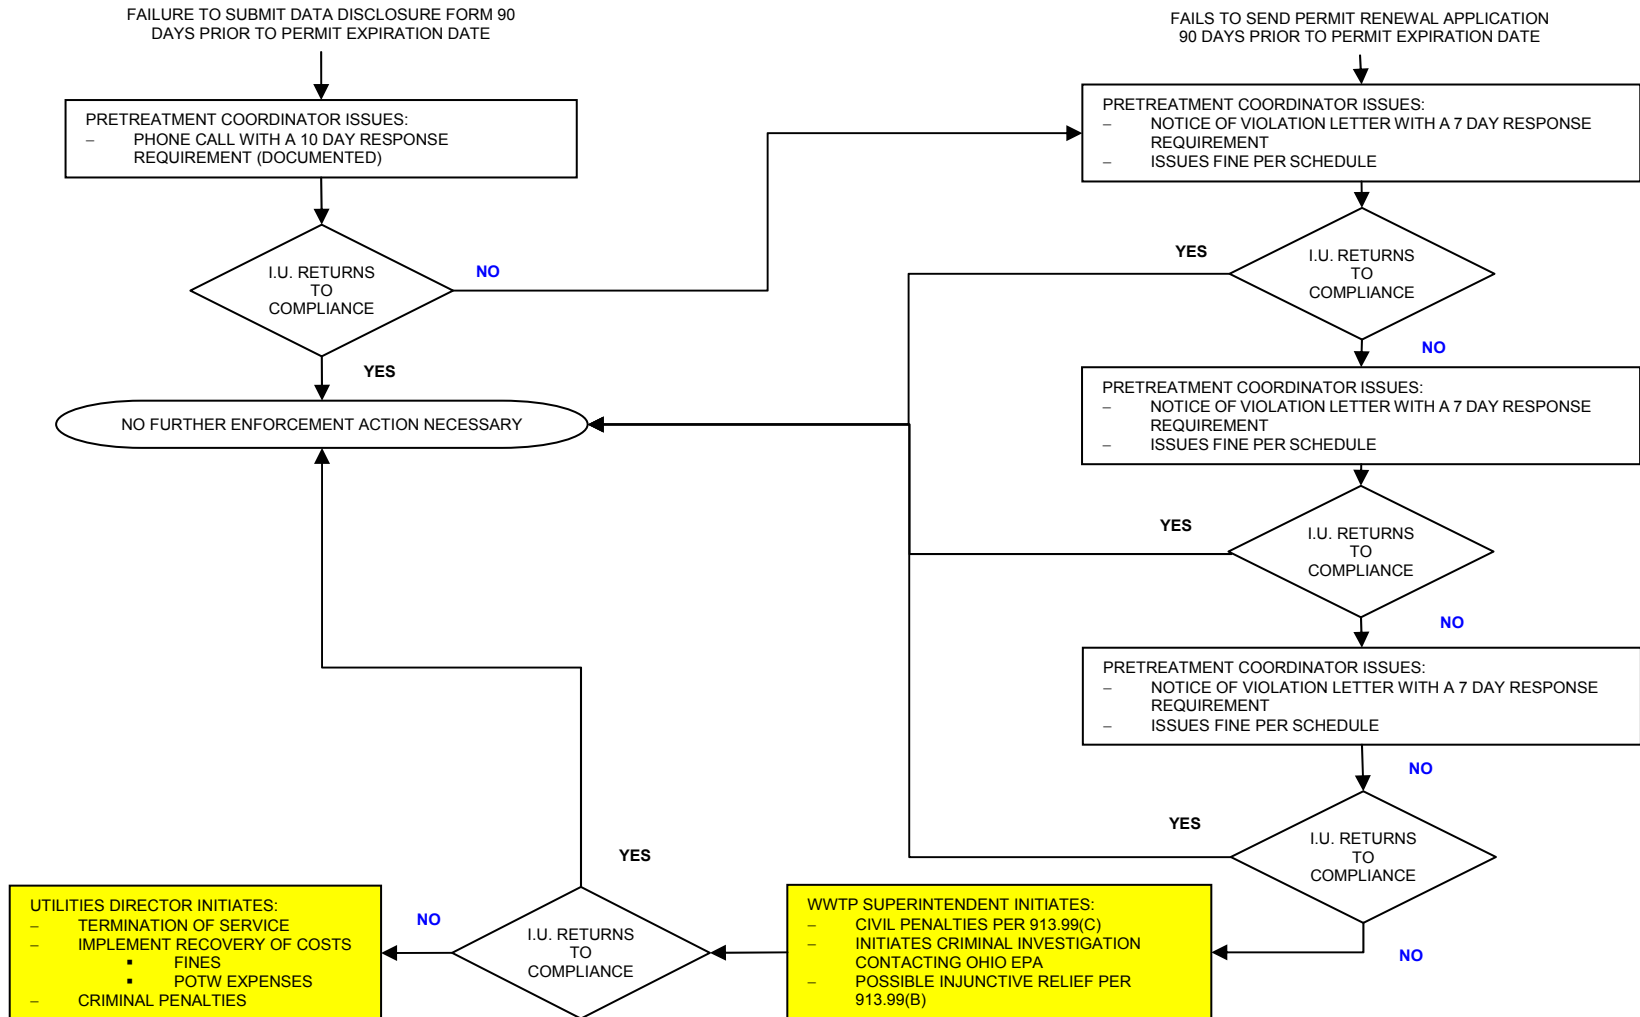 FAILURE TO SUBMIT DATA DISCLOSURE FORM 90
DAYS PRIOR TO PERMIT EXPIRATION DATE
FAILS TO SEND PERMIT RENEWAL APPLICATION
90 DAYS PRIOR TO PERMIT EXPIRATION DATE
PRETREATMENT COORDINATOR ISSUES:
– PHONE CALL WITH A 10 DAY RESPONSE
REQUIREMENT (DOCUMENTED)
PRETREATMENT COORDINATOR ISSUES:
– NOTICE OF VIOLATION LETTER WITH A 7 DAY RESPONSE
REQUIREMENT
– ISSUES FINE PER SCHEDULE
I.U. RETURNS
TO
COMPLIANCE
NO
YES
YES
I.U. RETURNS
TO
COMPLIANCE
NO
NO FURTHER ENFORCEMENT ACTION NECESSARY
PRETREATMENT COORDINATOR ISSUES:
– NOTICE OF VIOLATION LETTER WITH A 7 DAY RESPONSE
REQUIREMENT
– ISSUES FINE PER SCHEDULE
YES
I.U. RETURNS
TO
COMPLIANCE
NO
PRETREATMENT COORDINATOR ISSUES:
– NOTICE OF VIOLATION LETTER WITH A 7 DAY RESPONSE
REQUIREMENT
– ISSUES FINE PER SCHEDULE
NO
YES
I.U. RETURNS
TO
COMPLIANCE
NO
WWTP SUPERINTENDENT INITIATES:
– CIVIL PENALTIES PER 913.99(C)
– INITIATES CRIMINAL INVESTIGATION
CONTACTING OHIO EPA
– POSSIBLE INJUNCTIVE RELIEF PER
913.99(B)
YES
I.U. RETURNS
TO
COMPLIANCE
NO
UTILITIES DIRECTOR INITIATES:
– TERMINATION OF SERVICE
– IMPLEMENT RECOVERY OF COSTS
▪ FINES
▪ POTW EXPENSES
– CRIMINAL PENALTIES